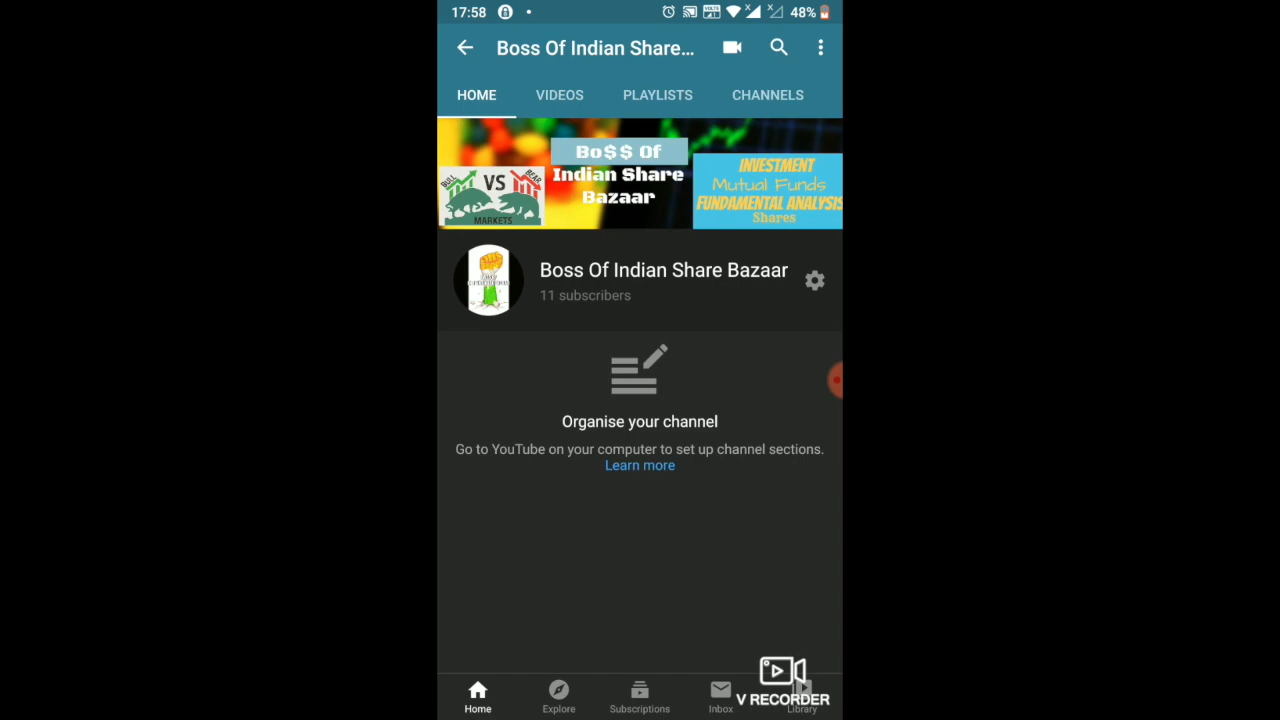 17:58
48%
Boss Of Indian Share...
HOME VIDEOS PLAYLISTS CHANNELS
Bo$$ Of
Indian Share
Bazaar
BULL VS BEAR
MARKETS
INVESTMENT
Mutual Funds
FUNDAMENTAL ANALYSIS
Shares
Boss Of Indian Share Bazaar
11 subscribers
Organise your channel
Go to YouTube on your computer to set up channel sections.
Learn more
V RECORDER
Home Explore Subscriptions Inbox Library